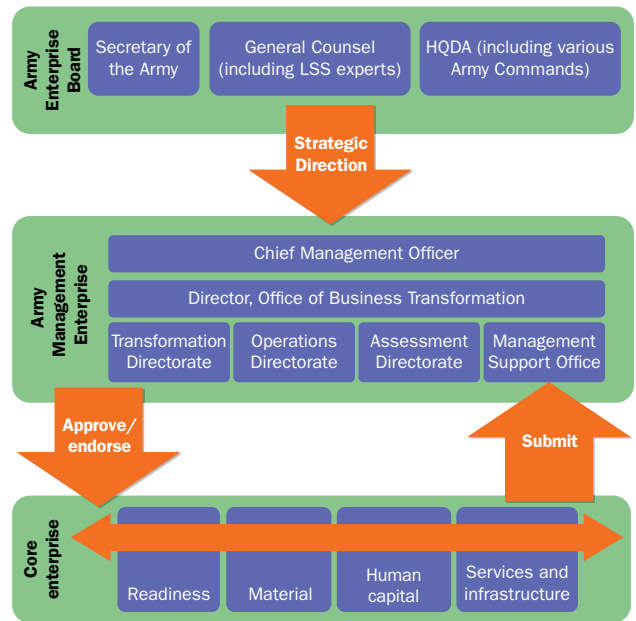 Army
Enterprise
Board
Secretary of
the Army
General Counsel
(including LSS experts)
HQDA (including various
Army Commands)
Strategic
Direction
Army
Management
Enterprise
Chief Management Officer
Director, Office of Business Transformation
Transformation
Directorate
Operations
Directorate
Assessment
Directorate
Management
Support Office
Approve/
endorse
Submit
Core
enterprise
Readiness
Material
Human
capital
Services and
infrastructure